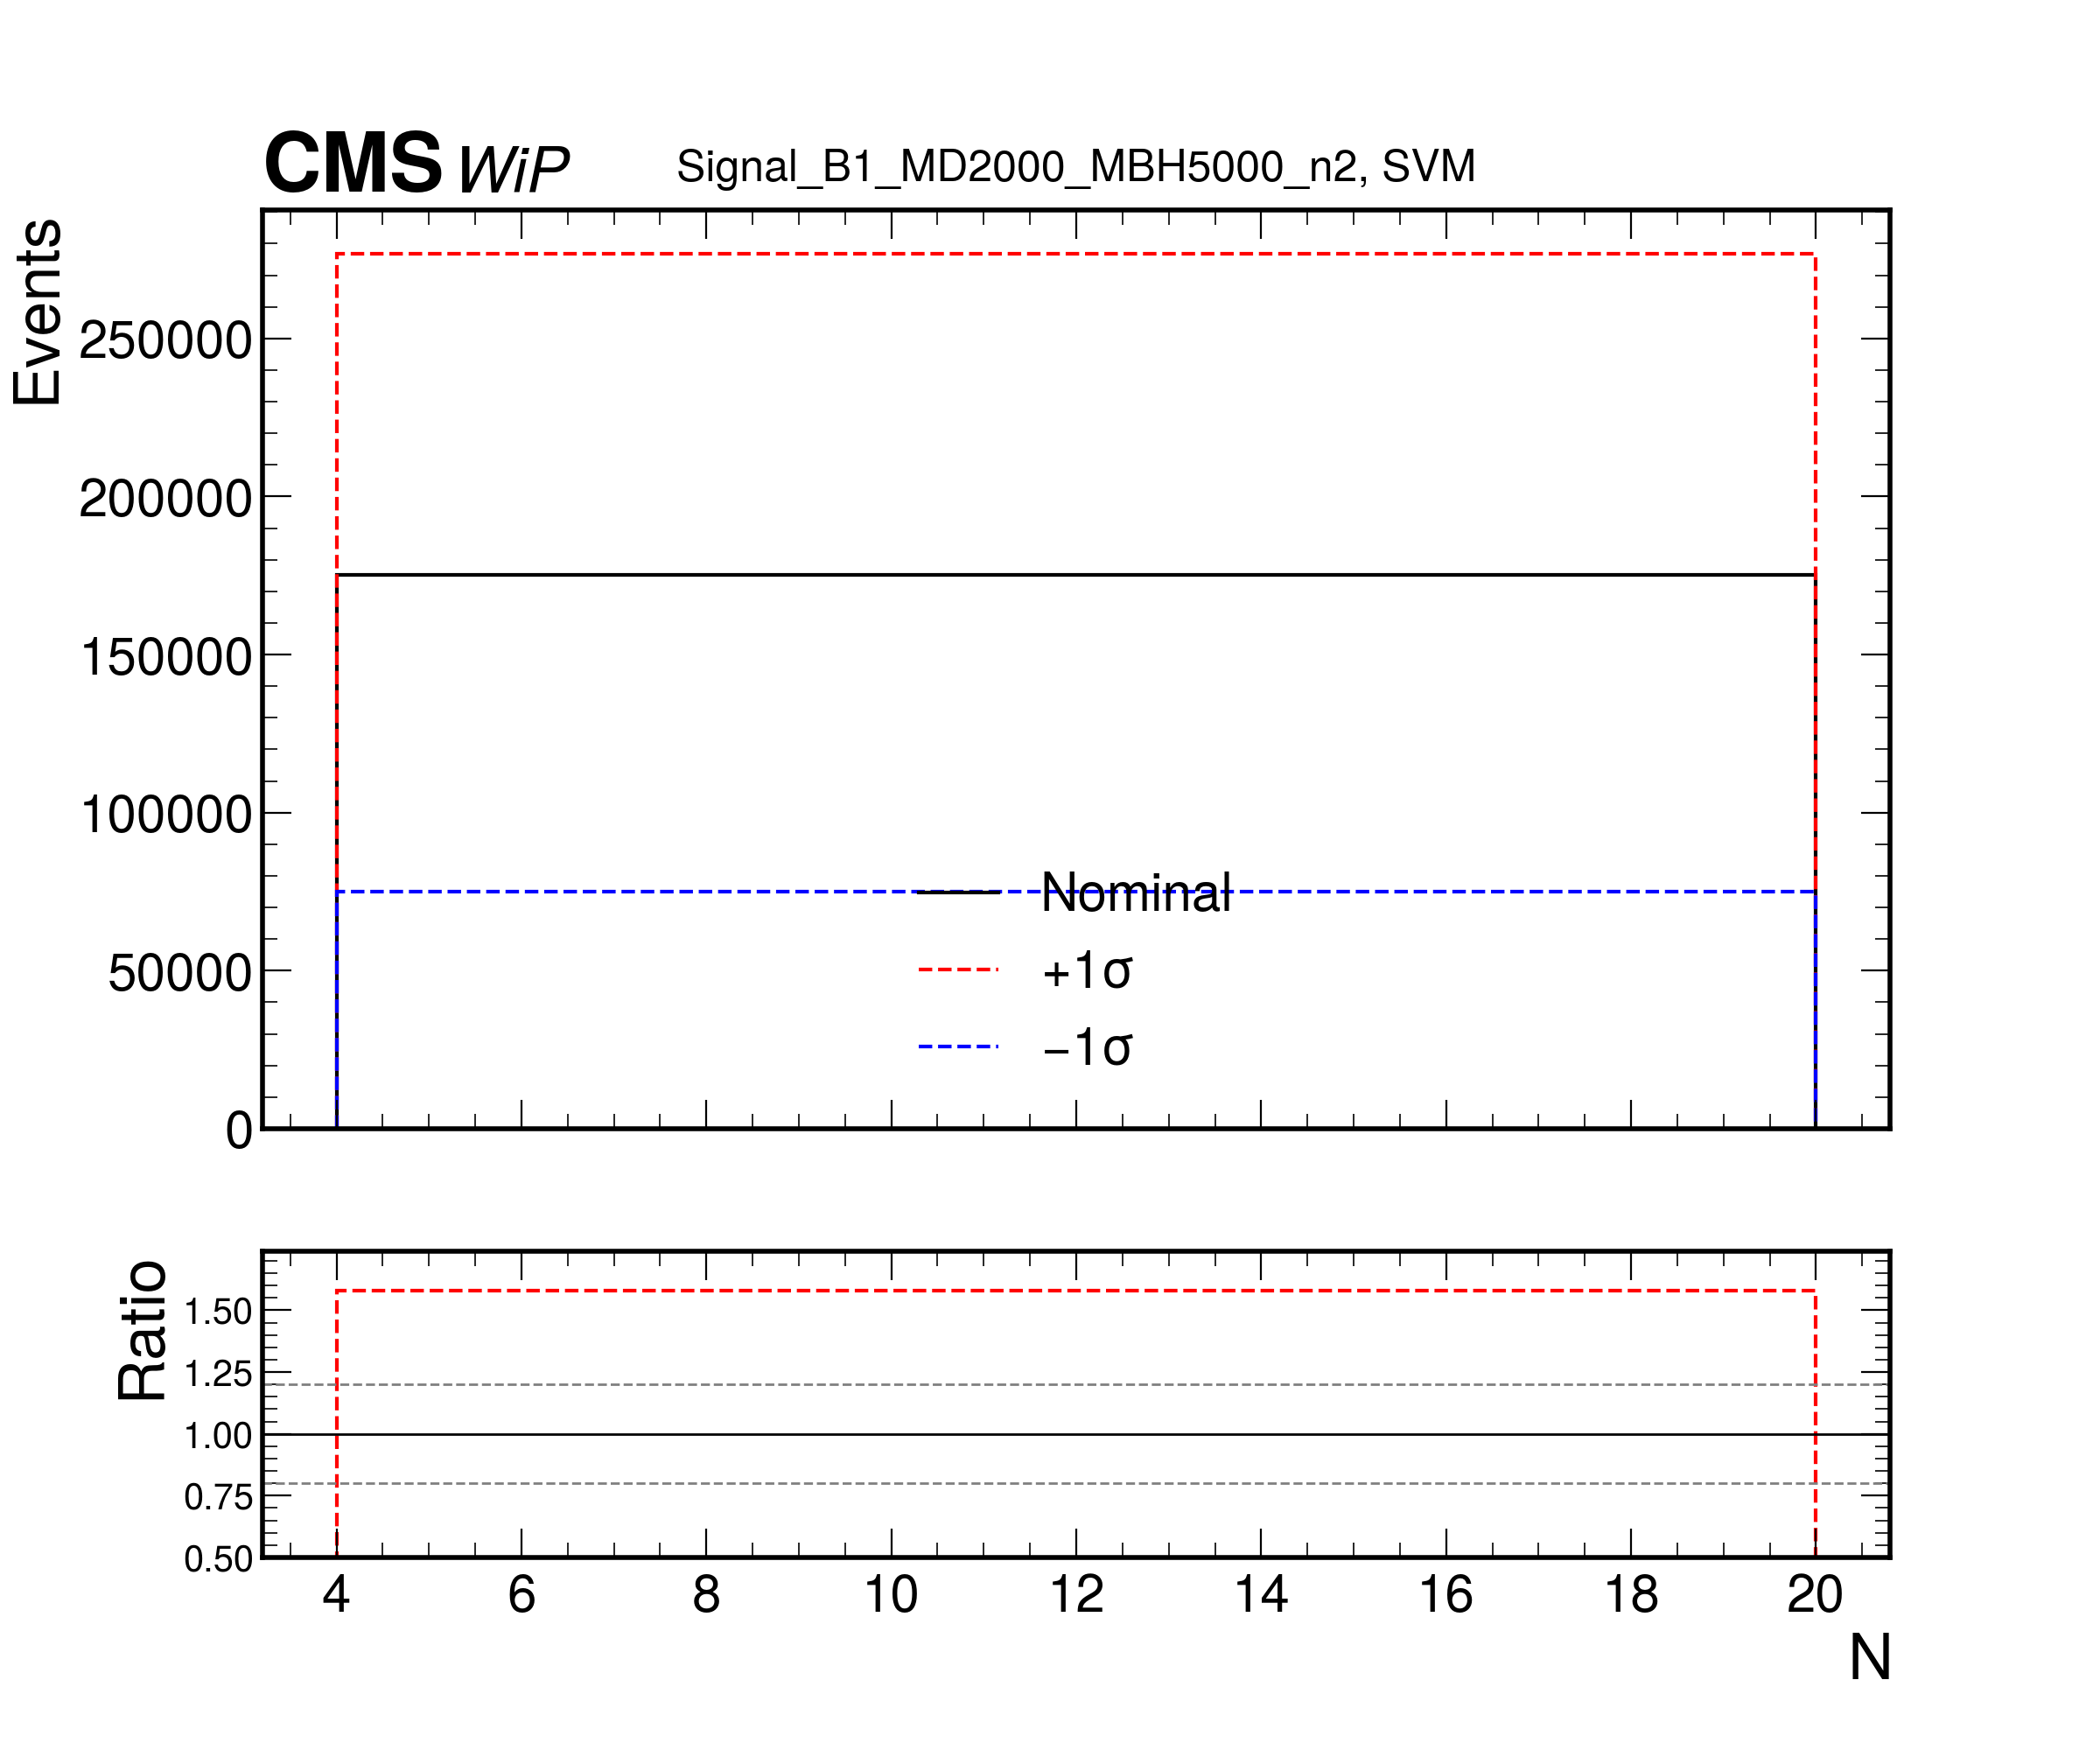 CMS WiP
Signal_B1_MD2000_MBH5000_n2, SVM
Events
250000
200000
150000
100000
50000
0
Nominal
+1σ
−1σ
Ratio
1.50
1.25
1.00
0.75
0.50
4 6 8 10 12 14 16 18 20
N